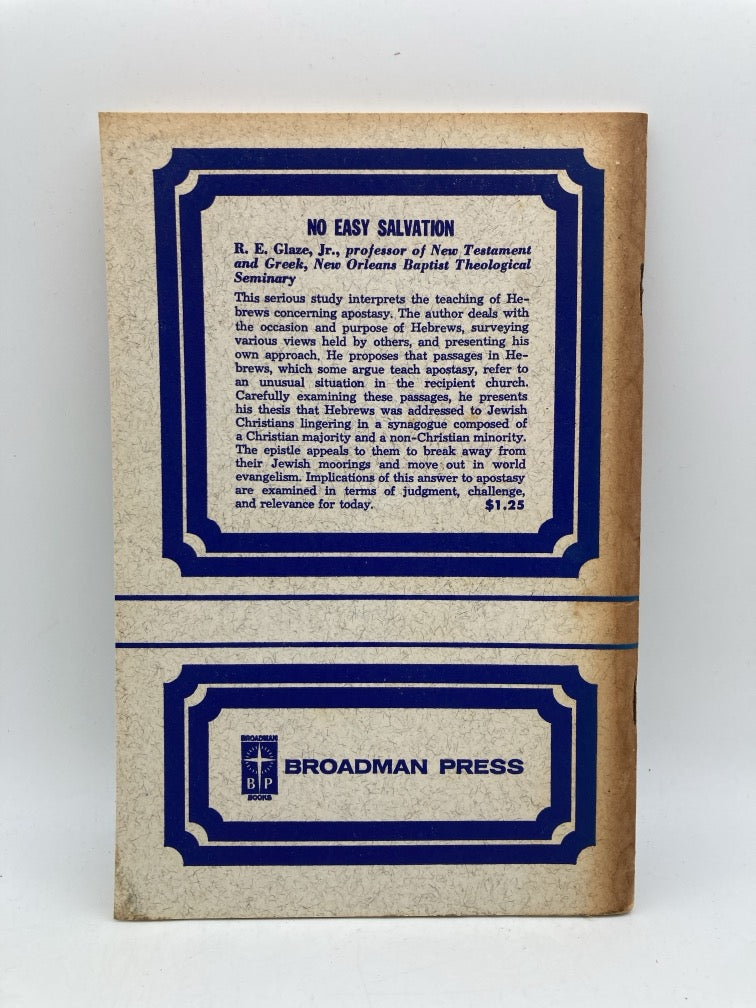 NO EASY SALVATION
R. E. Glaze, Jr., professor of New Testament
and Greek, New Orleans Baptist Theological
Seminary
This serious study interprets the teaching of He-
brews concerning apostasy. The author deals with
the occasion and purpose of Hebrews, surveying
various views held by others, and presenting his
own approach. He proposes that passages in He-
brews, which some argue teach apostasy, refer to
an unusual situation in the recipient church.
Carefully examining these passages, he presents
his thesis that Hebrews was addressed to Jewish
Christians lingering in a synagogue composed of
a Christian majority and a non-Christian minority.
The epistle appeals to them to break away from
their Jewish moorings and move out in world
evangelism. Implications of this answer to apostasy
are examined in terms of judgment, challenge,
and relevance for today. $1.25
BROADMAN
B P
BOOKS
BROADMAN PRESS